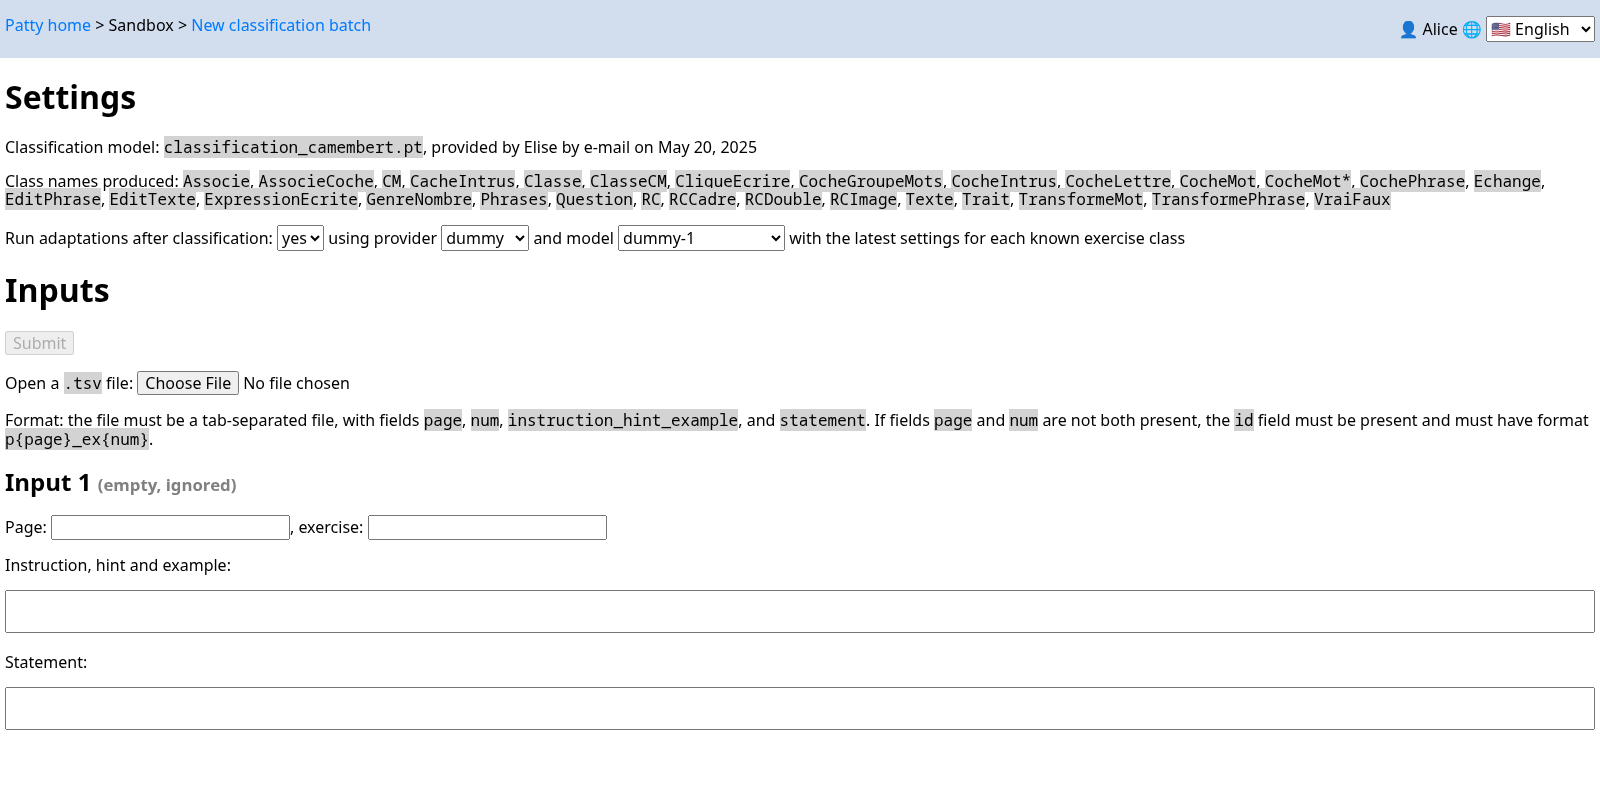 Patty home > Sandbox > New classification batch
👤 Alice 🌐 🇺🇸 English
Settings
Classification model: classification_camembert.pt, provided by Elise by e-mail on May 20, 2025
Class names produced: Associe, AssocieCoche, CM, CacheIntrus, Classe, ClasseCM, CliqueEcrire, CocheGroupeMots, CocheIntrus, CocheLettre, CocheMot, CocheMot*, CochePhrase, Echange,
EditPhrase, EditTexte, ExpressionEcrite, GenreNombre, Phrases, Question, RC, RCCadre, RCDouble, RCImage, Texte, Trait, TransformeMot, TransformePhrase, VraiFaux
Run adaptations after classification: yes using provider dummy and model dummy-1 with the latest settings for each known exercise class
Inputs
Submit
Open a .tsv file: Choose File No file chosen
Format: the file must be a tab-separated file, with fields page, num, instruction_hint_example, and statement. If fields page and num are not both present, the id field must be present and must have format
p{page}_ex{num}.
Input 1 (empty, ignored)
Page: , exercise:
Instruction, hint and example:
Statement: